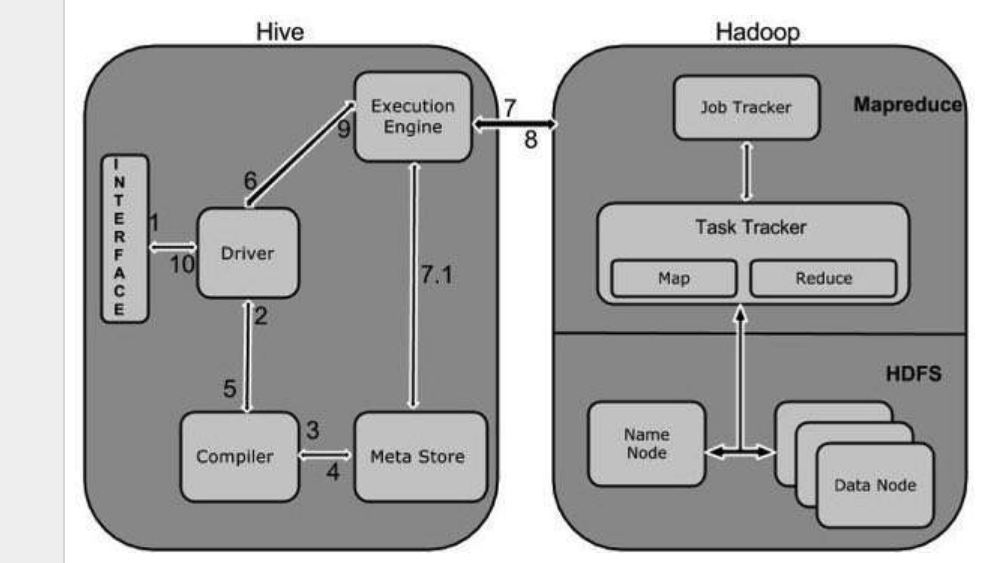 Hive
Hadoop
Execution
Engine
7
8
Job Tracker
Mapreduce
9
6
INTERFACE
1
10
Driver
2
7.1
Task Tracker
Map
Reduce
5
Compiler
3
4
Meta Store
HDFS
Name
Node
Data Node